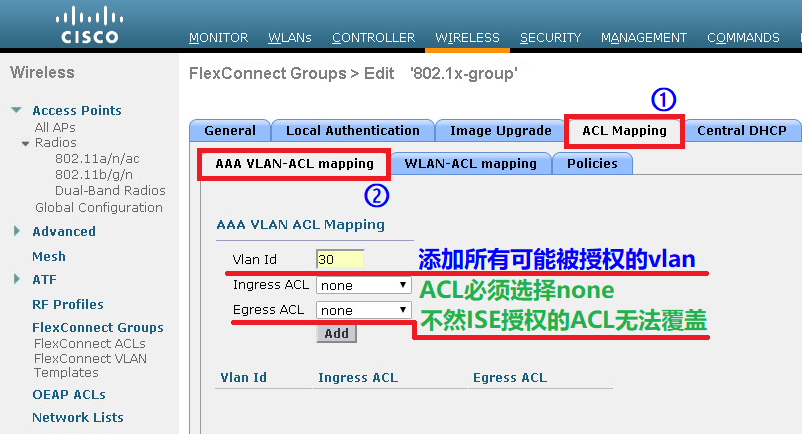 CISCO
MONITOR WLANs CONTROLLER WIRELESS SECURITY MANAGEMENT COMMANDS
Wireless
FlexConnect Groups > Edit '802.1x-group'
①
Access Points
All APs
Radios
802.11a/n/ac
802.11b/g/n
Dual-Band Radios
Global Configuration
Advanced
Mesh
ATF
RF Profiles
FlexConnect Groups
FlexConnect ACLs
FlexConnect VLAN
Templates
OEAP ACLs
Network Lists
General Local Authentication Image Upgrade ACL Mapping Central DHCP
AAA VLAN-ACL mapping WLAN-ACL mapping Policies
②
AAA VLAN ACL Mapping
Vlan Id 30 添加所有可能被授权的vlan
Ingress ACL none ACL必须选择none
Egress ACL none 不然ISE授权的ACL无法覆盖
Add
Vlan Id Ingress ACL Egress ACL